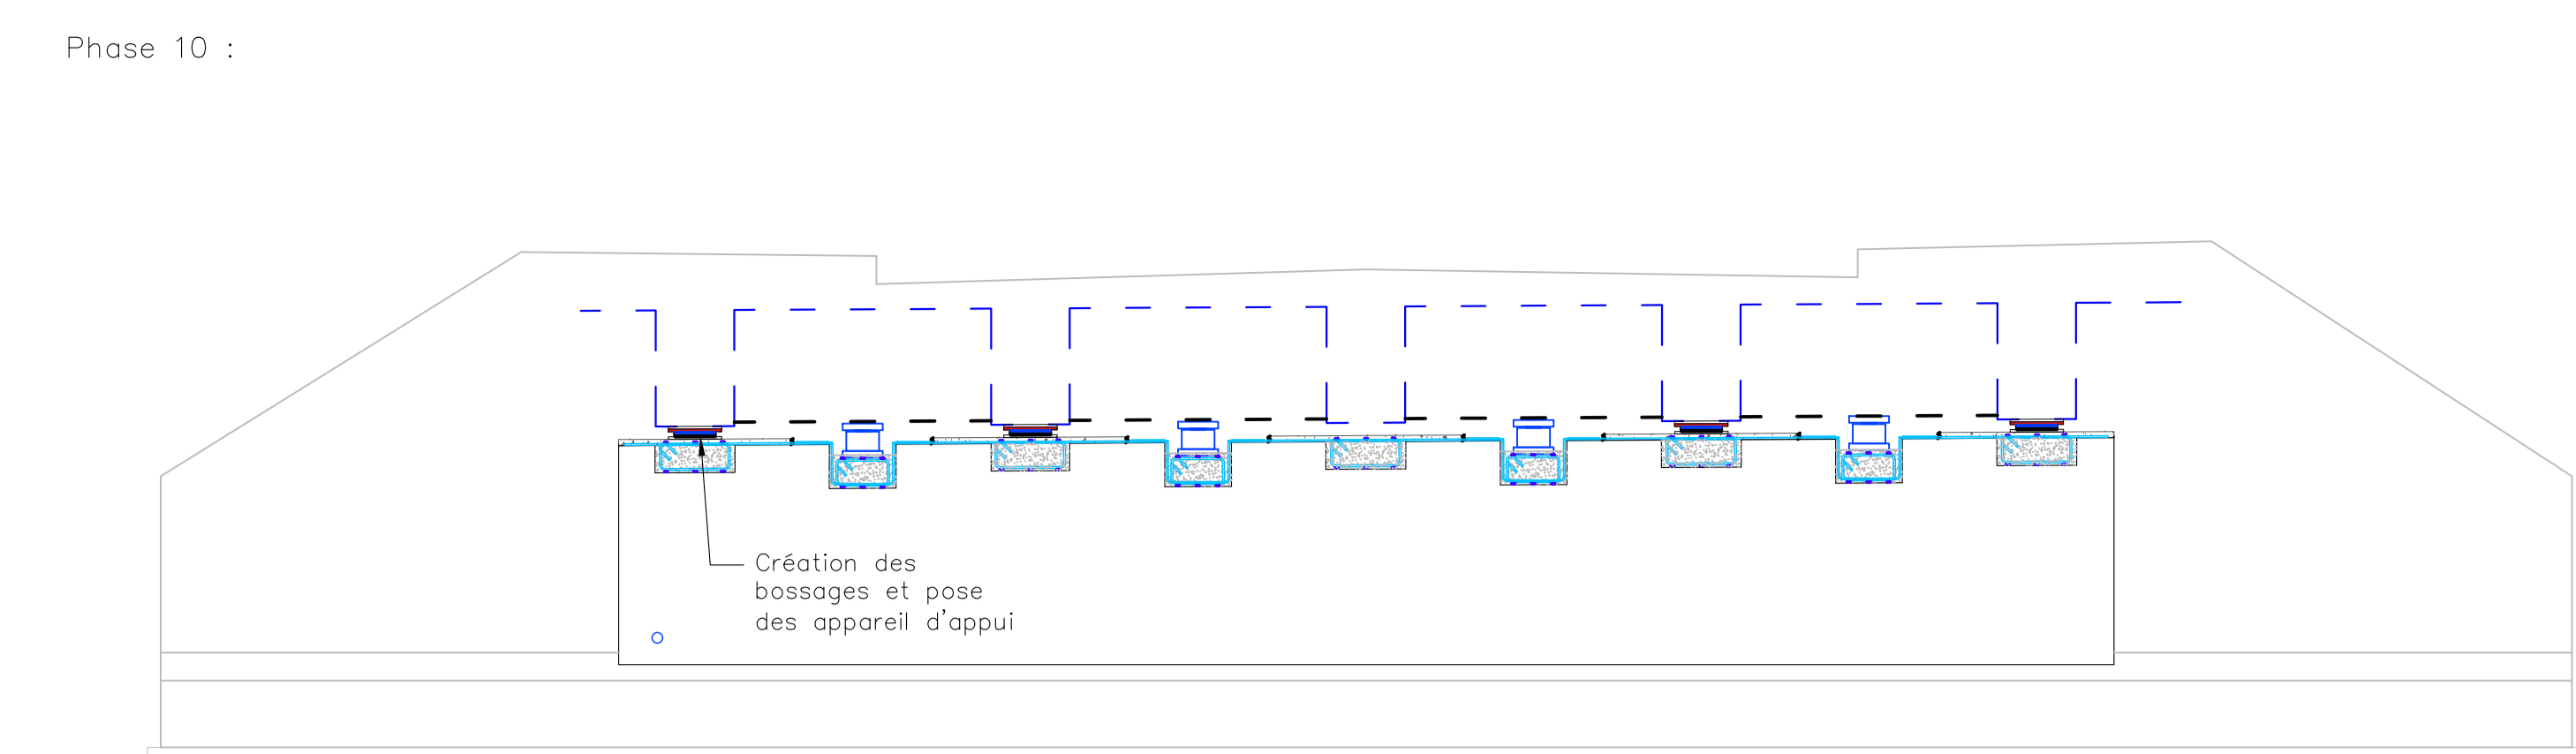 Phase 10 :
Création des
bossages et pose
des appareil d'appui